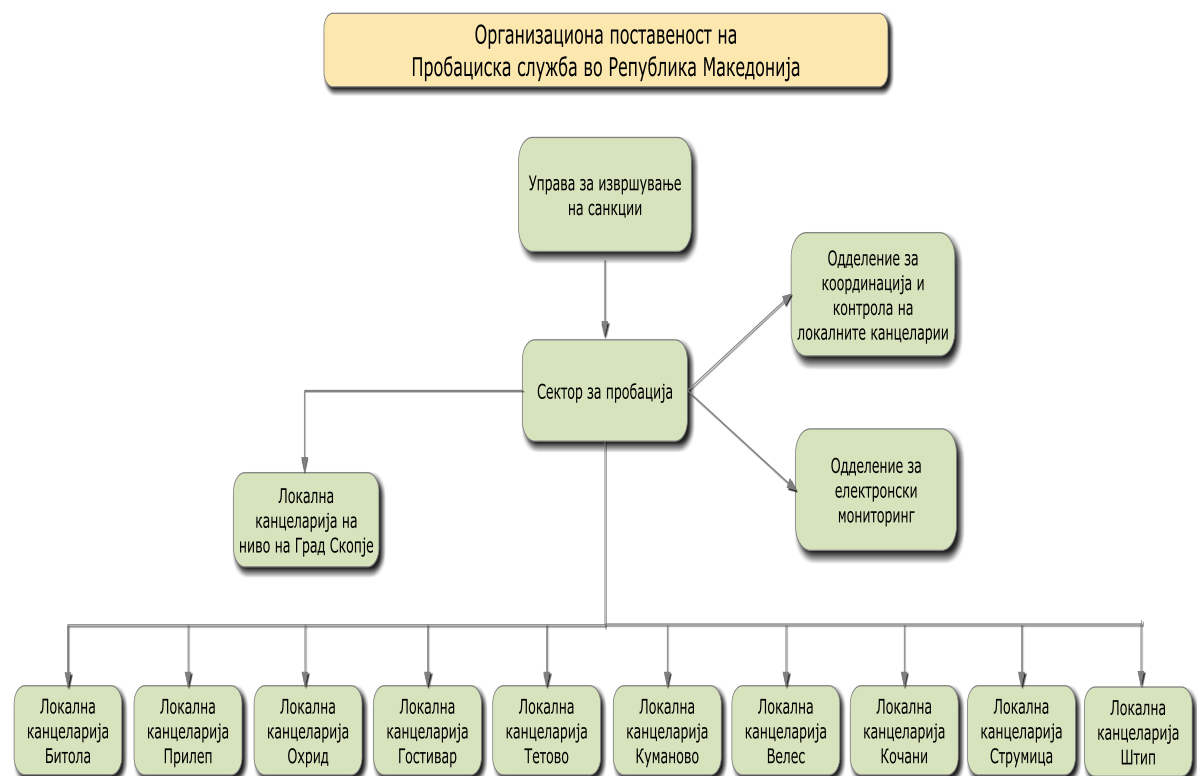 Организациона поставеност на
Пробациска служба во Република Македонија
Управа за извршување
на санкции
Одделение за
координација и
контрола на
локалните канцеларии
Сектор за пробација
Одделение за
електронски
мониторинг
Локална
канцеларија на
ниво на Град Скопје
Локална
канцеларија
Битола
Локална
канцеларија
Прилеп
Локална
канцеларија
Охрид
Локална
канцеларија
Гостивар
Локална
канцеларија
Тетово
Локална
канцеларија
Куманово
Локална
канцеларија
Велес
Локална
канцеларија
Кочани
Локална
канцеларија
Струмица
Локална
канцеларија
Штип